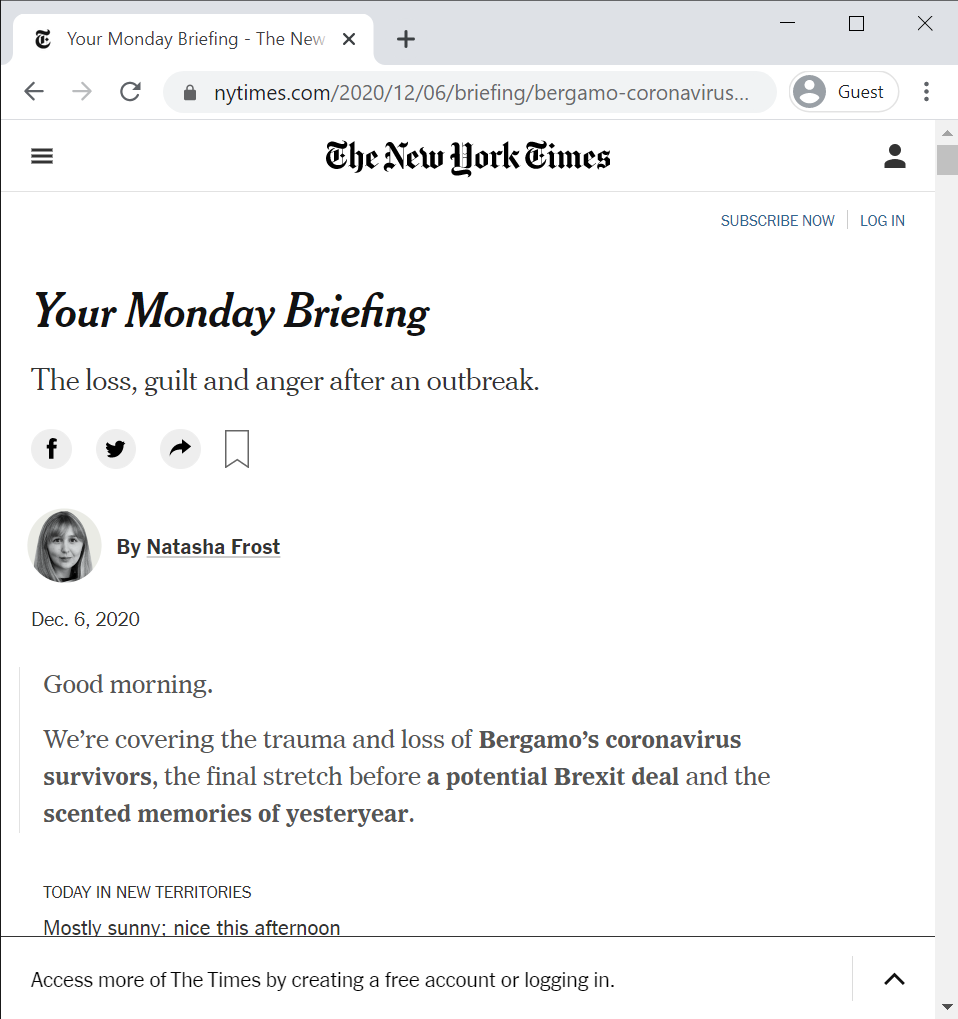 Your Monday Briefing - The New
nytimes.com/2020/12/06/briefing/bergamo-coronavirus...
Guest
The New York Times
SUBSCRIBE NOW
LOG IN
Your Monday Briefing
The loss, guilt and anger after an outbreak.
By Natasha Frost
Dec. 6, 2020
Good morning.
We’re covering the trauma and loss of Bergamo’s coronavirus
survivors, the final stretch before a potential Brexit deal and the
scented memories of yesteryear.
TODAY IN NEW TERRITORIES
Mostly sunny; nice this afternoon
Access more of The Times by creating a free account or logging in.